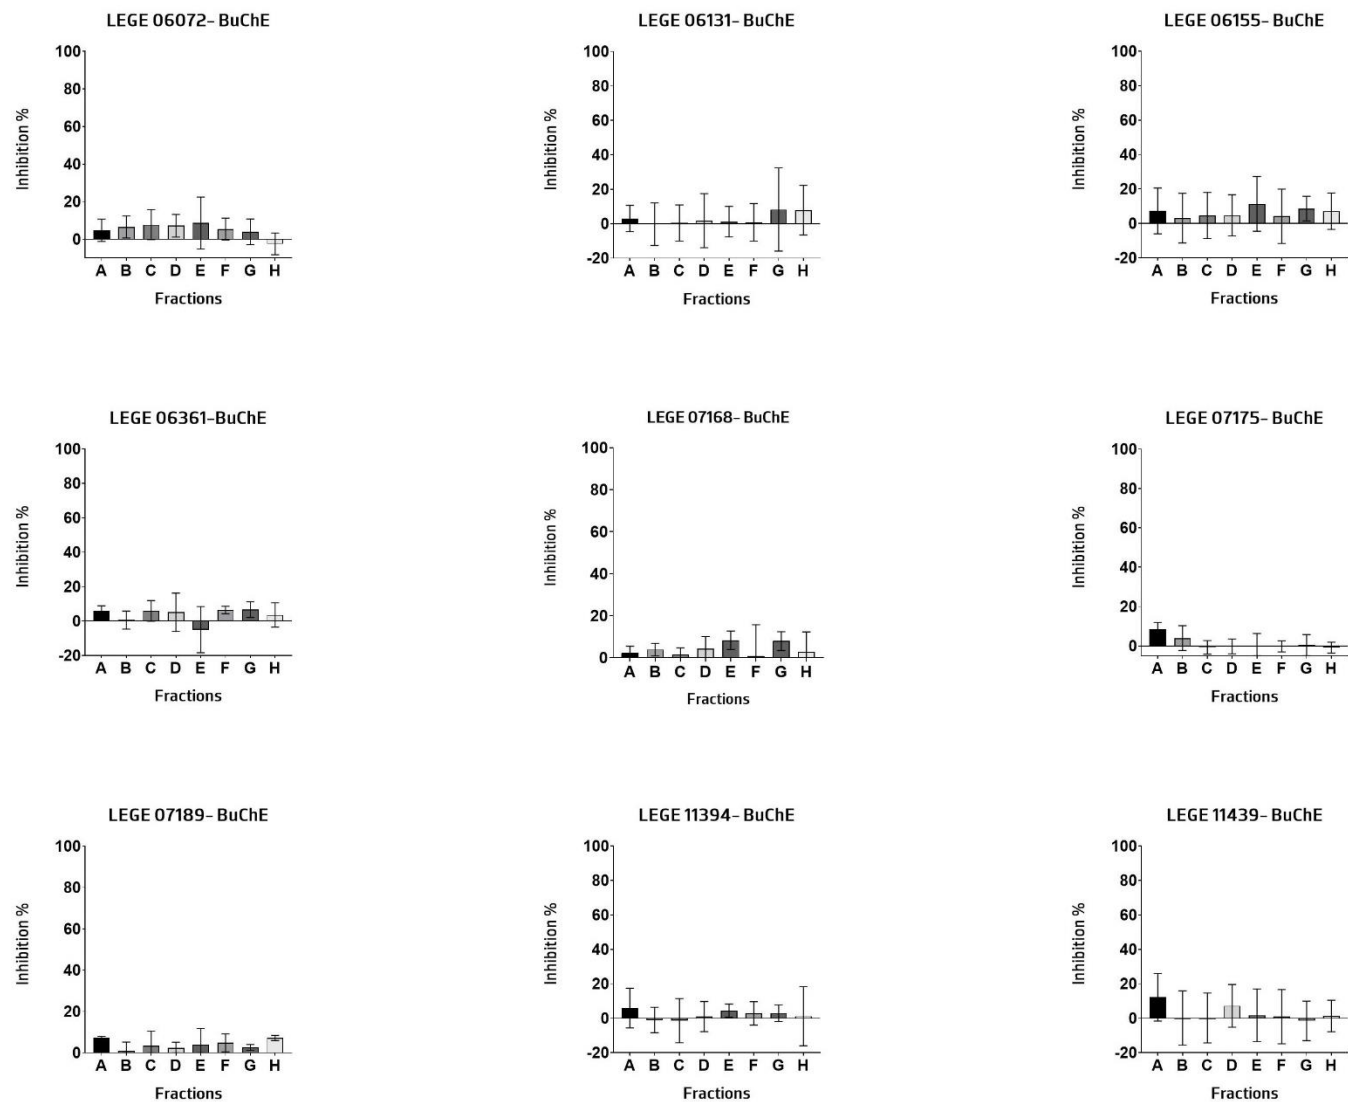 LEGE 06072- BuChE
Inhibition %
100
80
60
40
20
0
A B C D E F G H
Fractions
LEGE 06131- BuChE
Inhibition %
100
80
60
40
20
0
-20
A B C D E F G H
Fractions
LEGE 06155- BuChE
Inhibition %
100
80
60
40
20
0
-20
A B C D E F G H
Fractions
LEGE 06361-BuChE
Inhibition %
100
80
60
40
20
0
-20
A B C D E F G H
Fractions
LEGE 07168- BuChE
Inhibition %
100
80
60
40
20
0
A B C D E F G H
Fractions
LEGE 07175- BuChE
Inhibition %
100
80
60
40
20
0
A B C D E F G H
Fractions
LEGE 07189- BuChE
Inhibition %
100
80
60
40
20
0
A B C D E F G H
Fractions
LEGE 11394- BuChE
Inhibition %
100
80
60
40
20
0
-20
A B C D E F G H
Fractions
LEGE 11439- BuChE
Inhibition %
100
80
60
40
20
0
-20
A B C D E F G H
Fractions